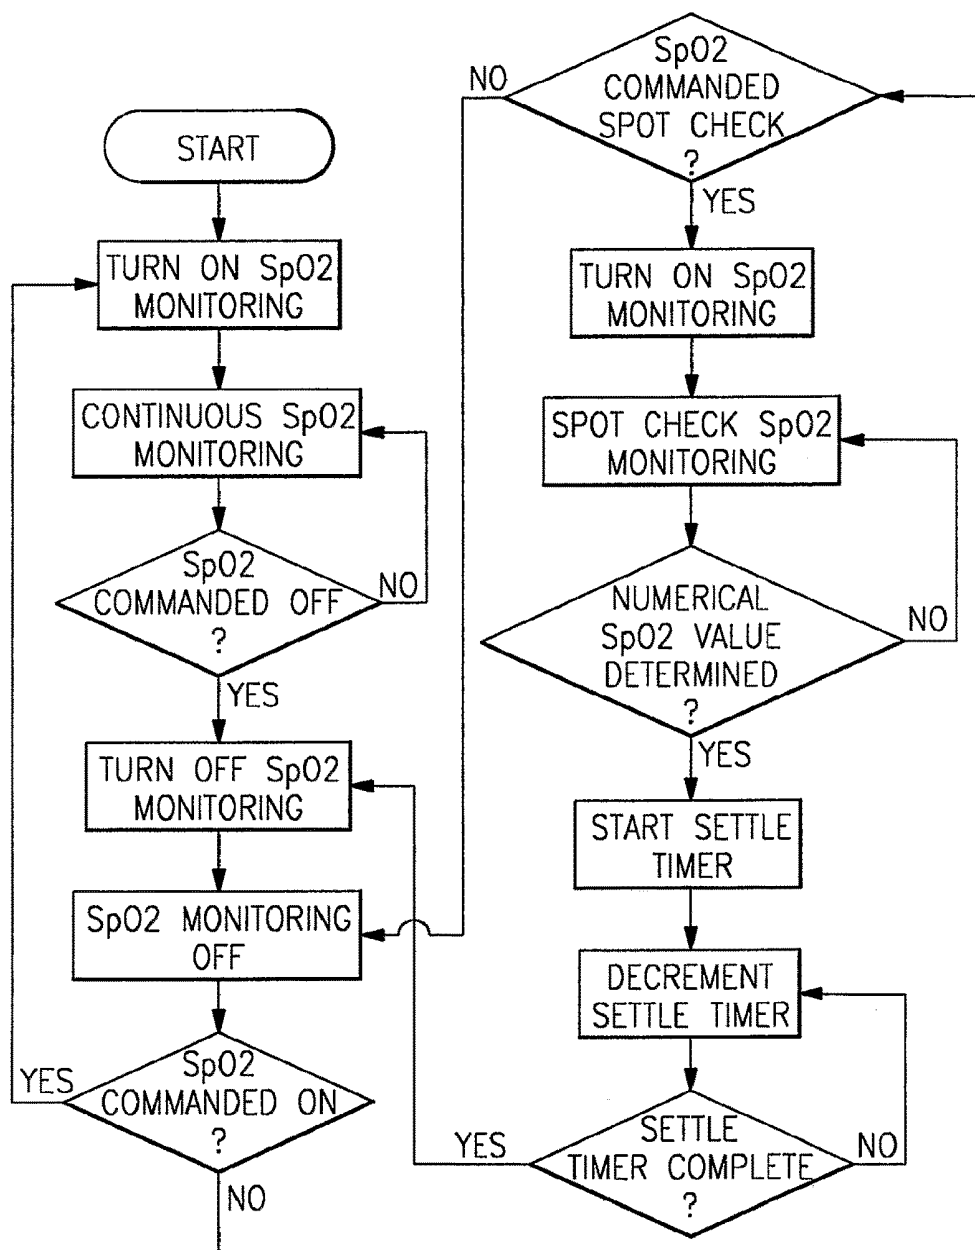 START
TURN ON SpO2
MONITORING
CONTINUOUS SpO2
MONITORING
SpO2
COMMANDED OFF
?
NO
YES
TURN OFF SpO2
MONITORING
SpO2 MONITORING
OFF
SpO2
COMMANDED ON
?
YES
NO
SpO2
COMMANDED
SPOT CHECK
?
NO
YES
TURN ON SpO2
MONITORING
SPOT CHECK SpO2
MONITORING
NUMERICAL
SpO2 VALUE
DETERMINED
?
NO
YES
START SETTLE
TIMER
DECREMENT
SETTLE TIMER
SETTLE
TIMER COMPLETE
?
YES
NO